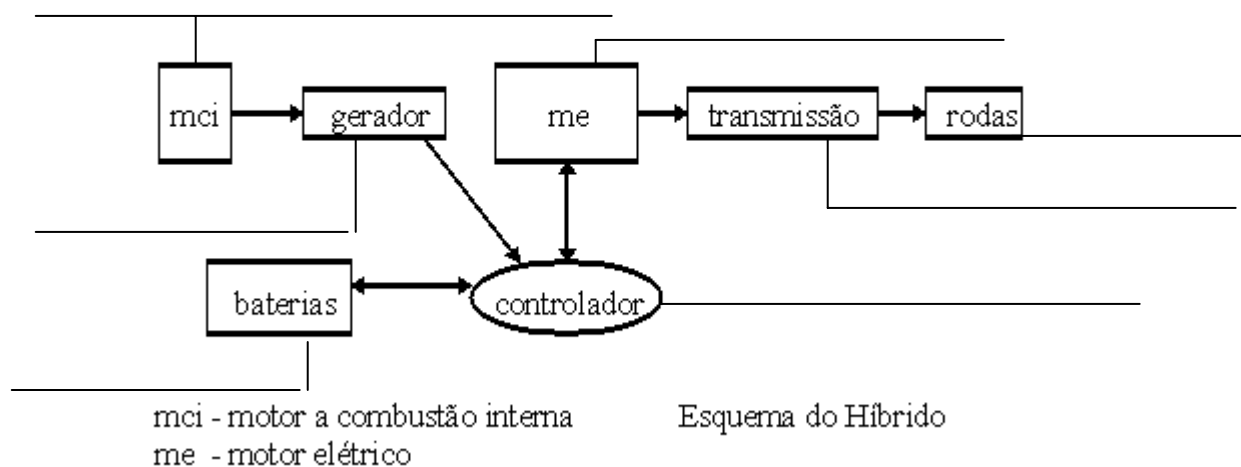 mci
gerador
me
transmissão
rodas
baterias
controlador
mci - motor a combustão interna
Esquema do Híbrido
me - motor elétrico